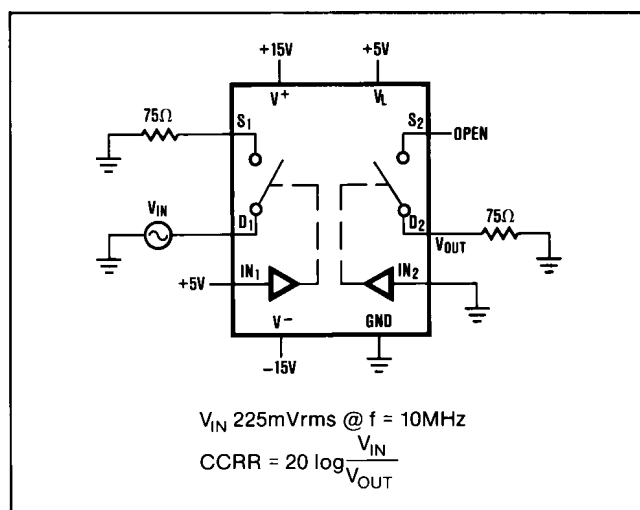 +15V +5V
V+ VL
75Ω S1 S2 OPEN
VIN D1 D2 75Ω
VOUT
+5V IN1 IN2
V− GND
−15V
VIN 225mVrms @ f = 10MHz
CCRR = 20 log VIN
VOUT